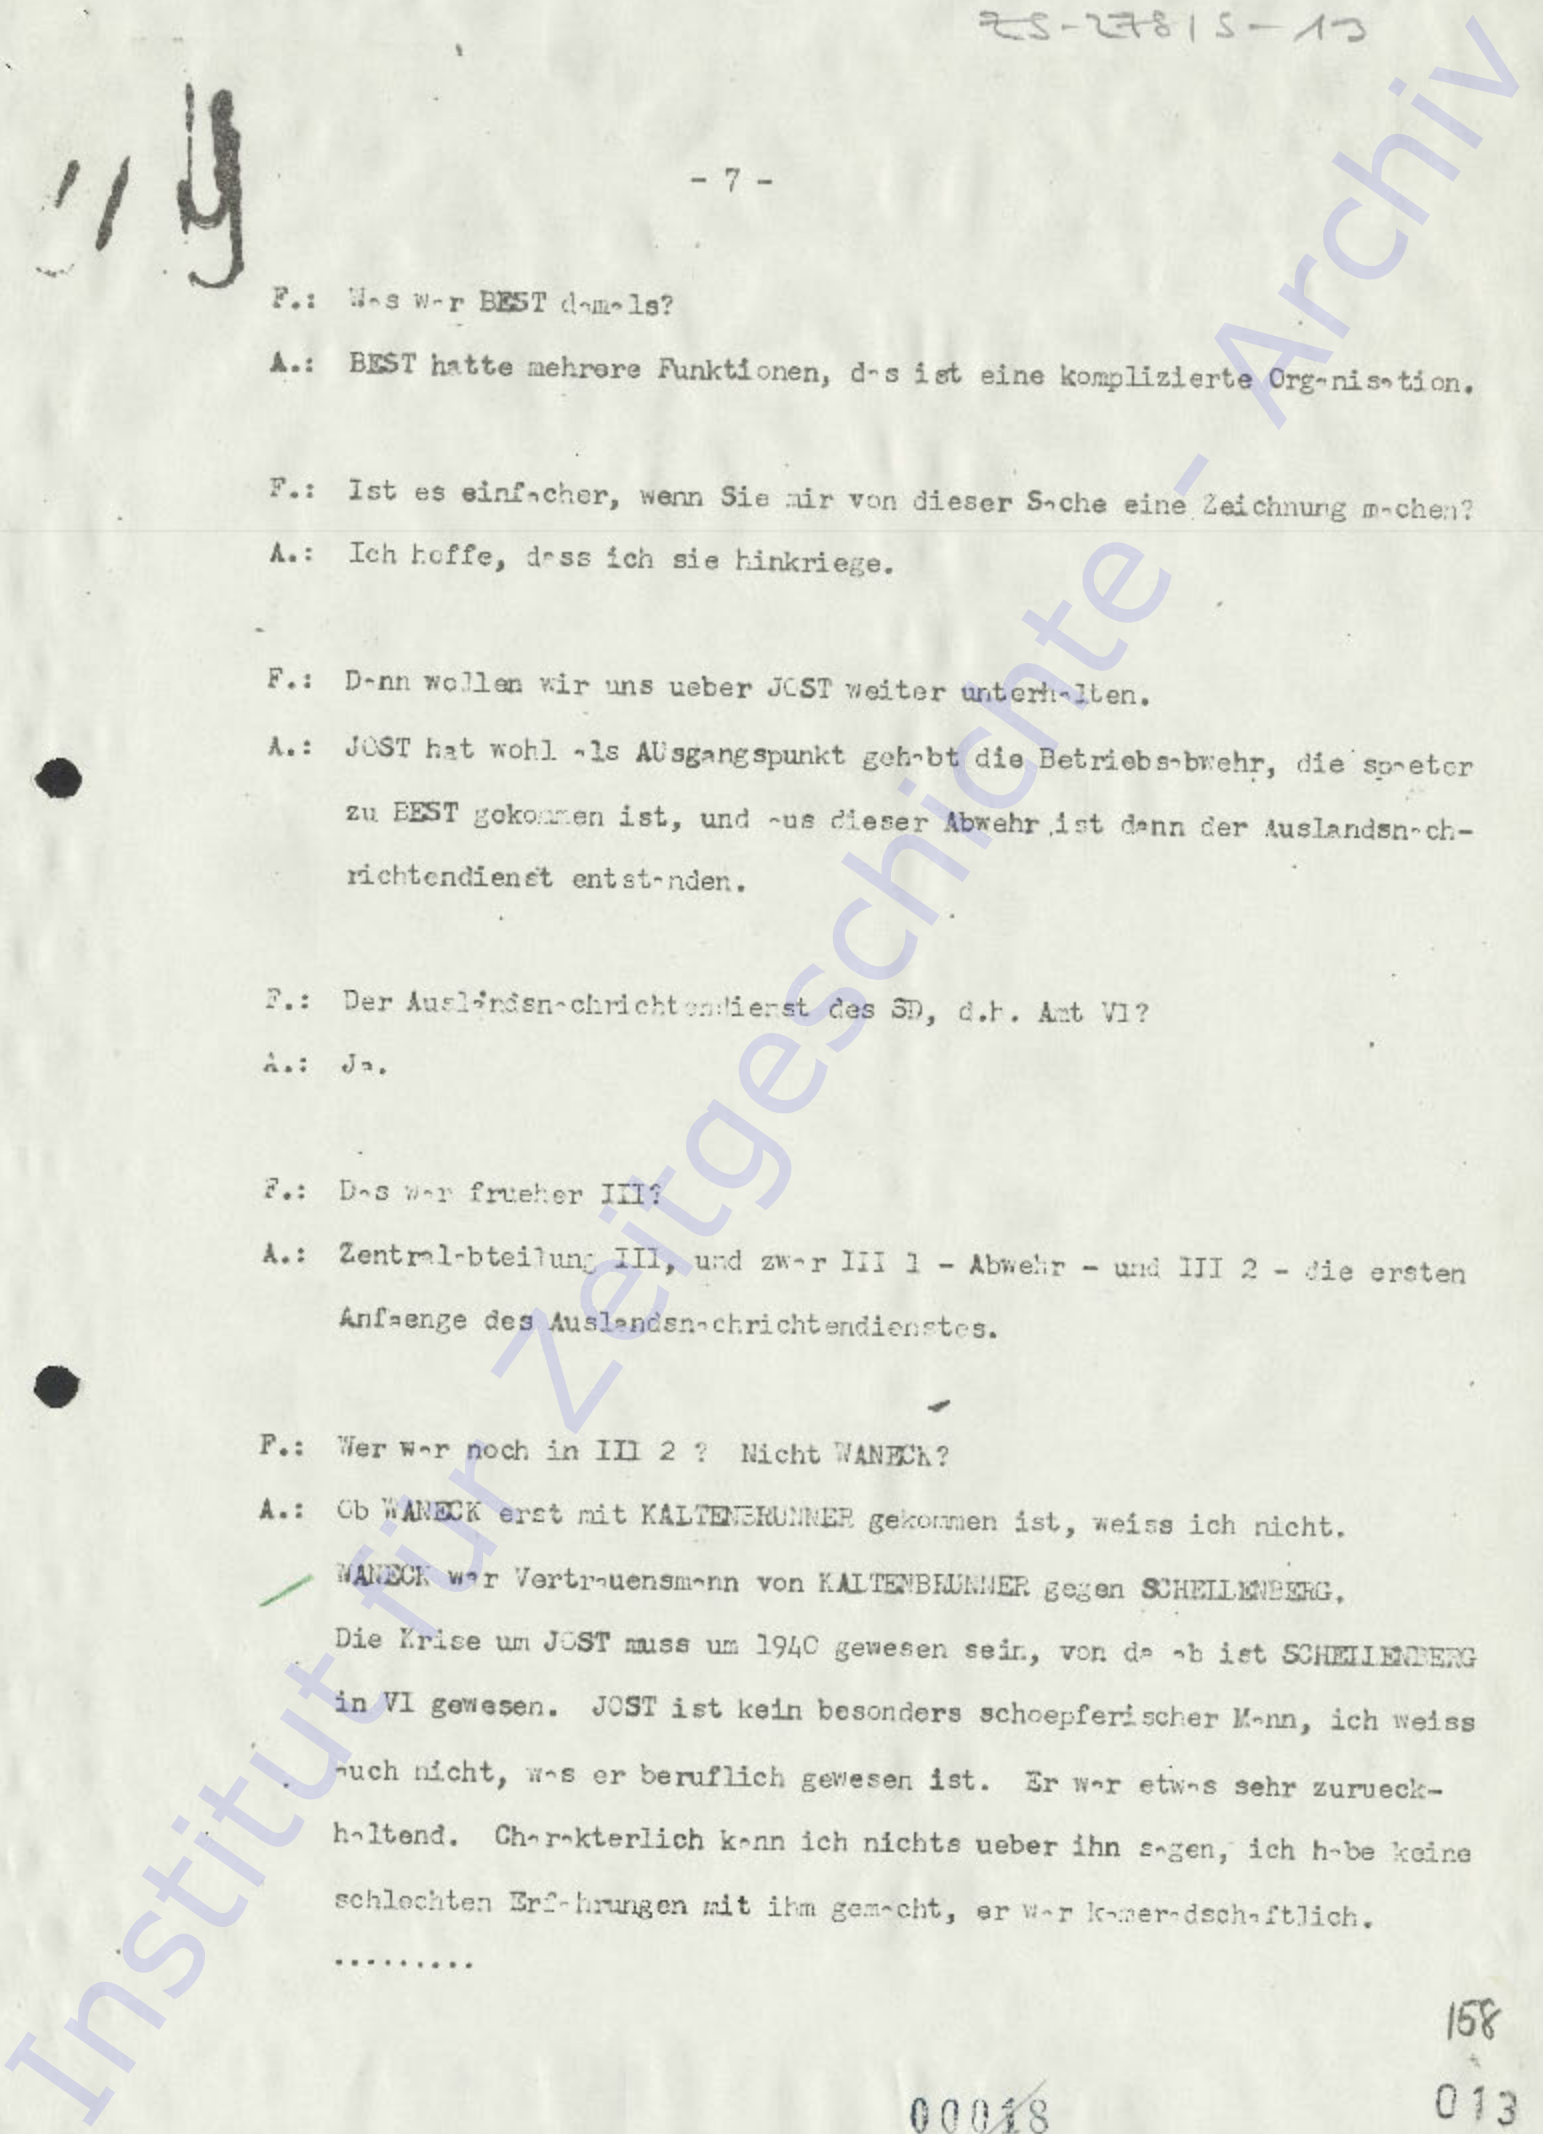 ZS-278/5-13
- 7 -
F.: Was war BEST damals?
A.: BEST hatte mehrere Funktionen, das ist eine komplizierte Organisation.
F.: Ist es einfacher, wenn Sie mir von dieser Sache eine Zeichnung machen?
A.: Ich hoffe, dass ich sie hinkriege.
F.: Dann wollen wir uns ueber JOST weiter unterhalten.
A.: JOST hat wohl als AUsgangspunkt gehabt die Betriebsabwehr, die spaeter
zu BEST gekommen ist, und aus dieser Abwehr ist dann der Auslandsnach-
richtendienst entstanden.
F.: Der Auslandsnachrichtendienst des SD, d.h. Amt VI?
A.: Ja.
F.: Das war frueher III?
A.: Zentralabteilung III, und zwar III 1 - Abwehr - und III 2 - die ersten
Anfaenge des Auslandsnachrichtendienstes.
F.: Wer war noch in III 2 ? Nicht WANECK?
A.: Ob WANECK erst mit KALTENBRUNNER gekommen ist, weiss ich nicht.
WANECK war Vertrauensmann von KALTENBRUNNER gegen SCHELLENBERG.
Die Krise um JOST muss um 1940 gewesen sein, von da ab ist SCHELLENBERG
in VI gewesen. JOST ist kein besonders schoepferischer Mann, ich weiss
auch nicht, was er beruflich gewesen ist. Er war etwas sehr zurueck-
haltend. Charakterlich kann ich nichts ueber ihn sagen, ich habe keine
schlechten Erfahrungen mit ihm gemacht, er war kameradschaftlich.
.........
158
00018
013
Institut für Zeitgeschichte - Archiv